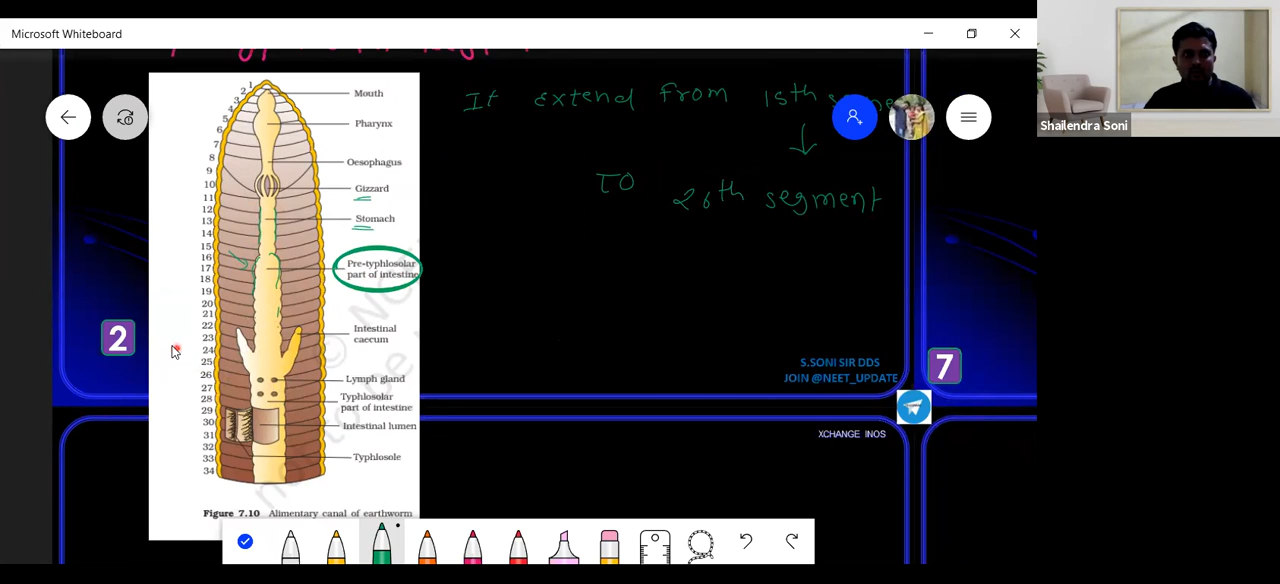 Microsoft Whiteboard
Shailendra Soni
It extend from 15th
TO 26th segment
1
2
3
4
5
6
7
8
9
10
11
12
13
14
15
16
17
18
19
20
21
22
23
24
25
26
27
28
29
30
31
32
33
34
Mouth
Pharynx
Oesophagus
Gizzard
Stomach
Pre-typhlosolar
part of intestine
Intestinal
caecum
Lymph gland
Typhlosolar
part of intestine
Intestinal lumen
Typhlosole
Figure 7.10 Alimentary canal of earthworm
2
7
S.SONI SIR DDS
JOIN @NEET_UPDATE
XCHANGE INOS